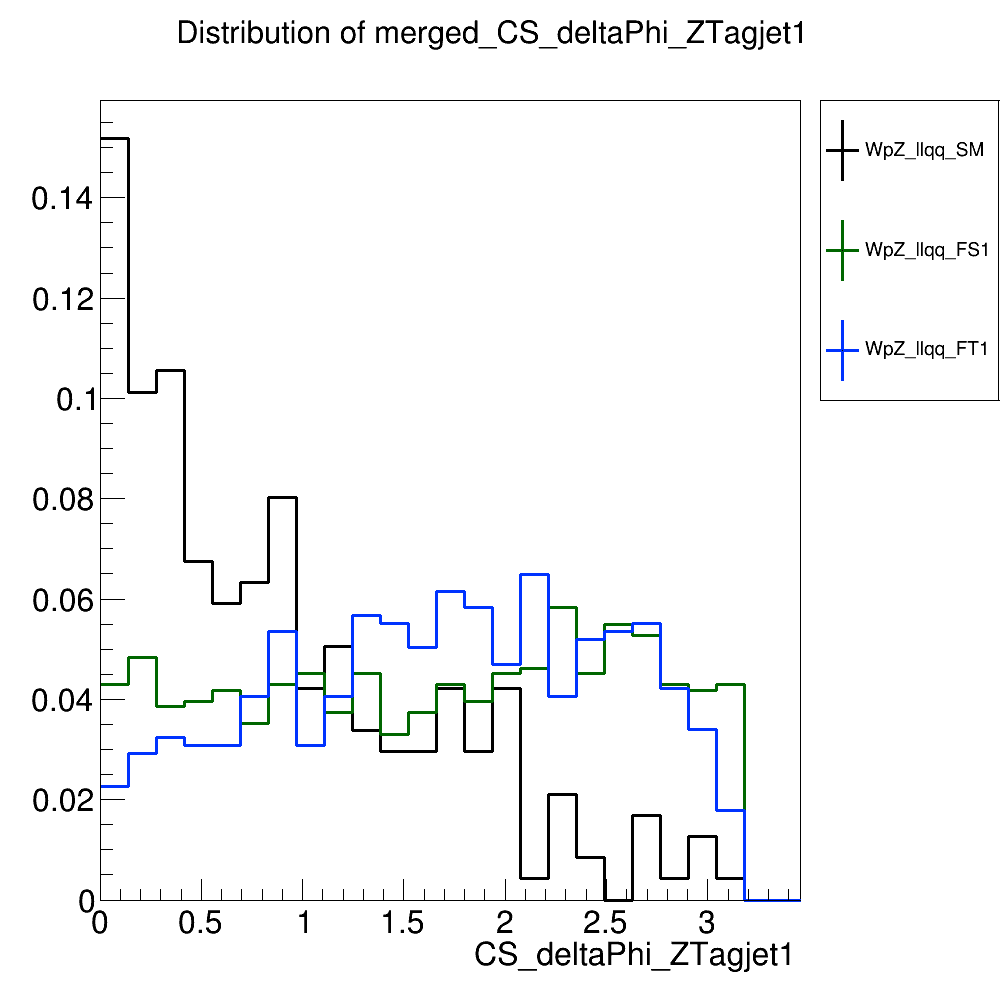 Distribution of merged_CS_deltaPhi_ZTagjet1
WpZ_llqq_SM
WpZ_llqq_FS1
WpZ_llqq_FT1
0.14
0.12
0.1
0.08
0.06
0.04
0.02
0
0 0.5 1 1.5 2 2.5 3
CS_deltaPhi_ZTagjet1